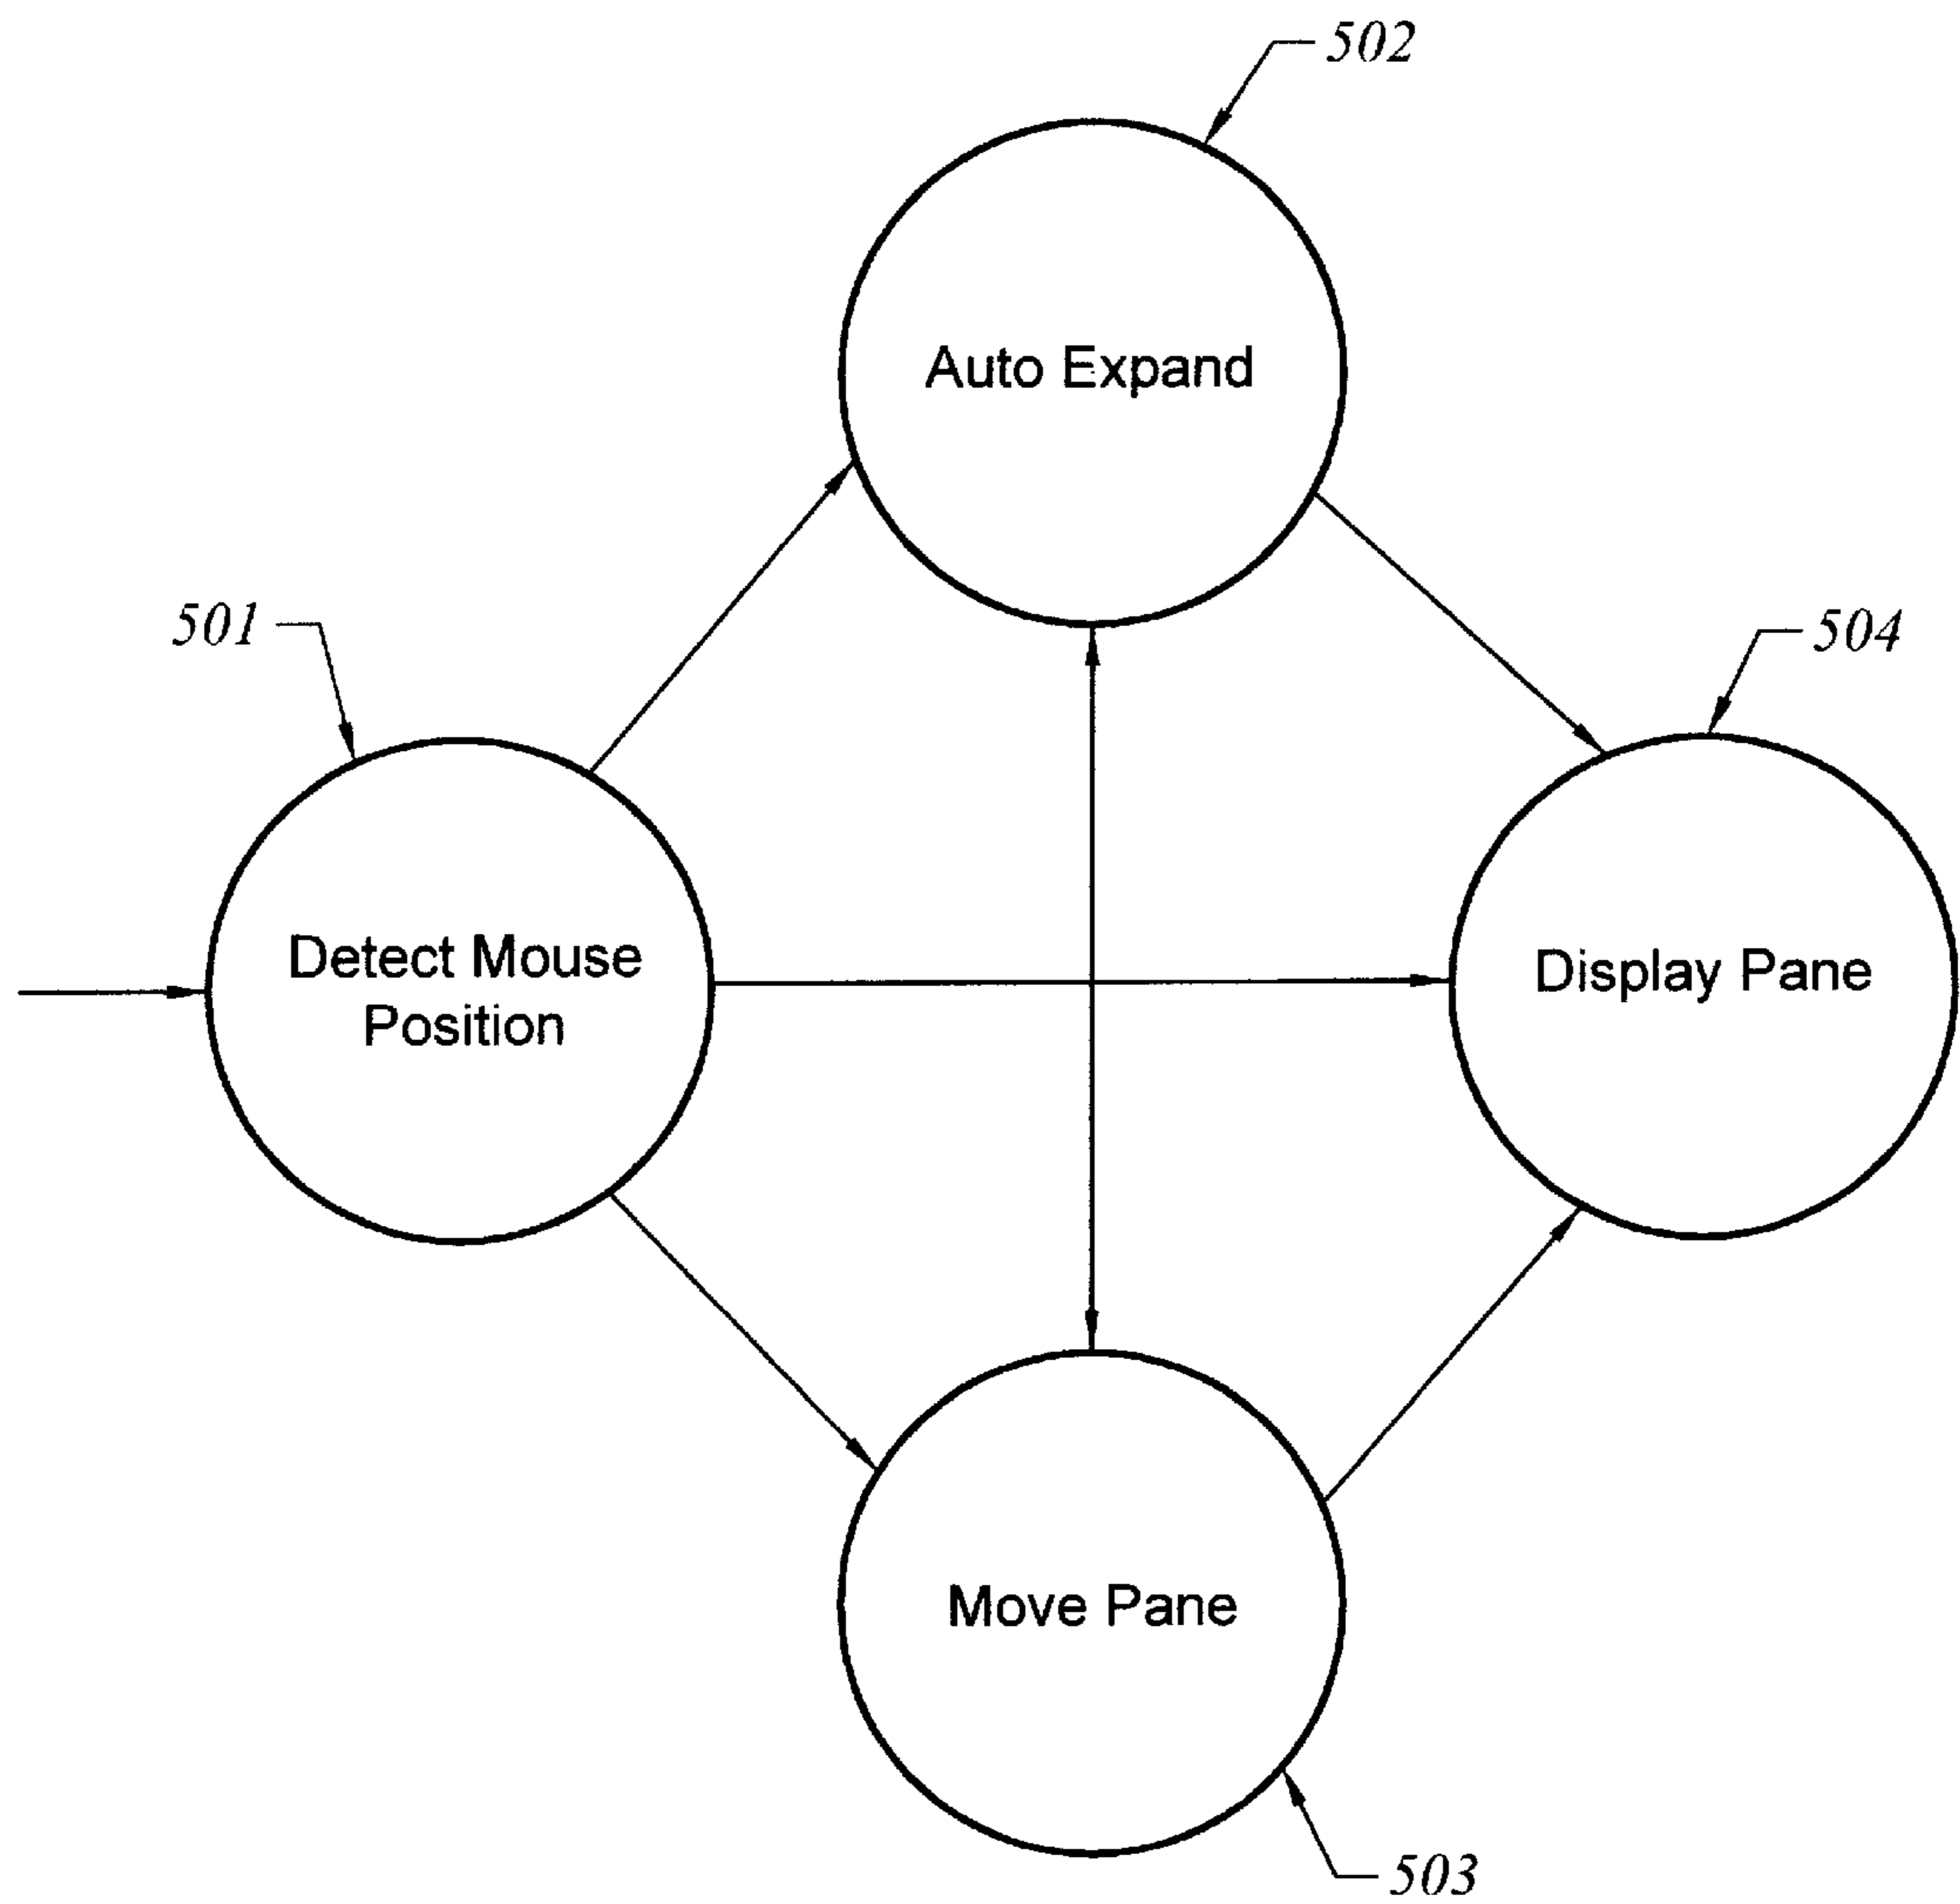 502
Auto Expand
501
504
Detect Mouse
Position
Display Pane
Move Pane
503